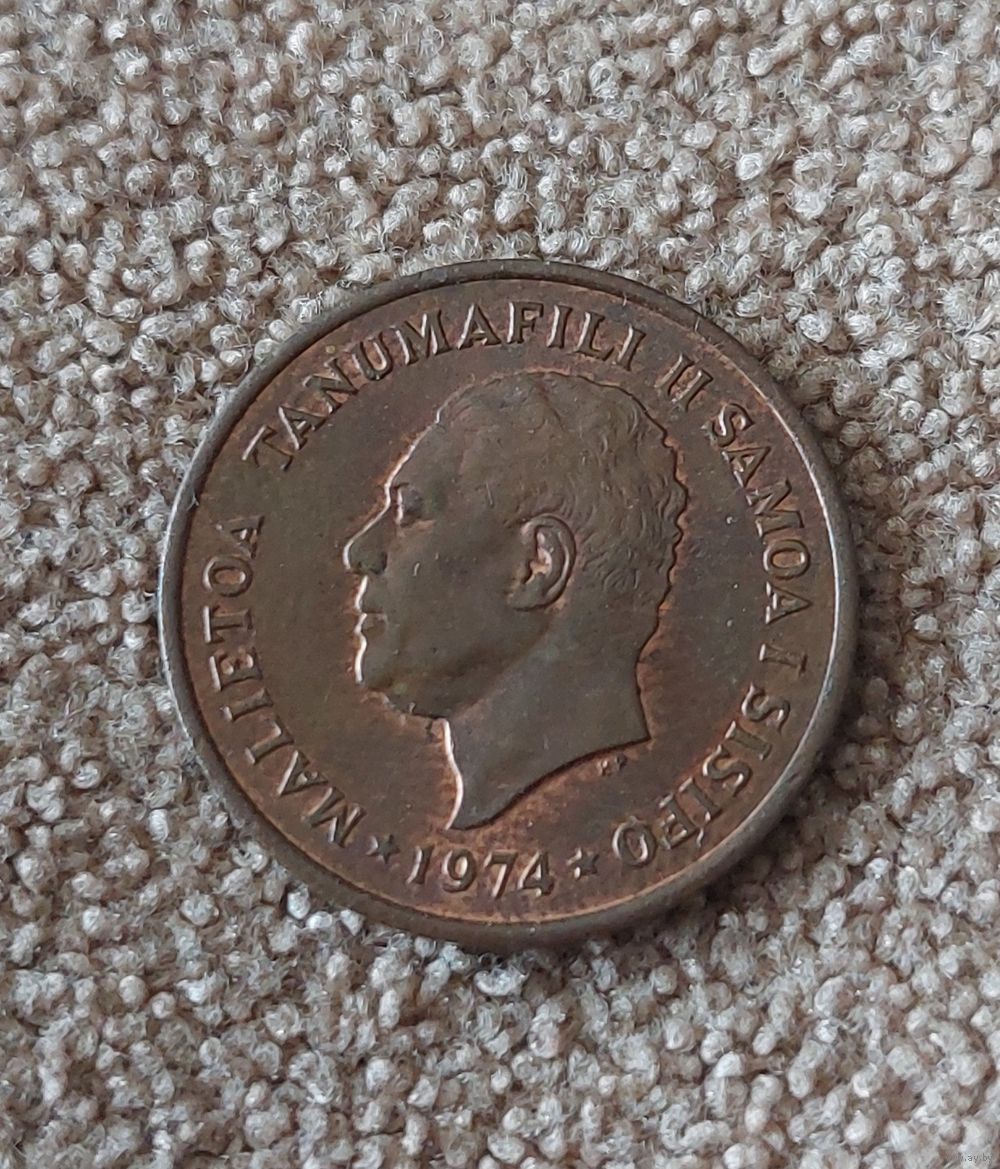 MALIETOA TANUMAFILI II SAMOA I SISIFO
★ 1974 ★